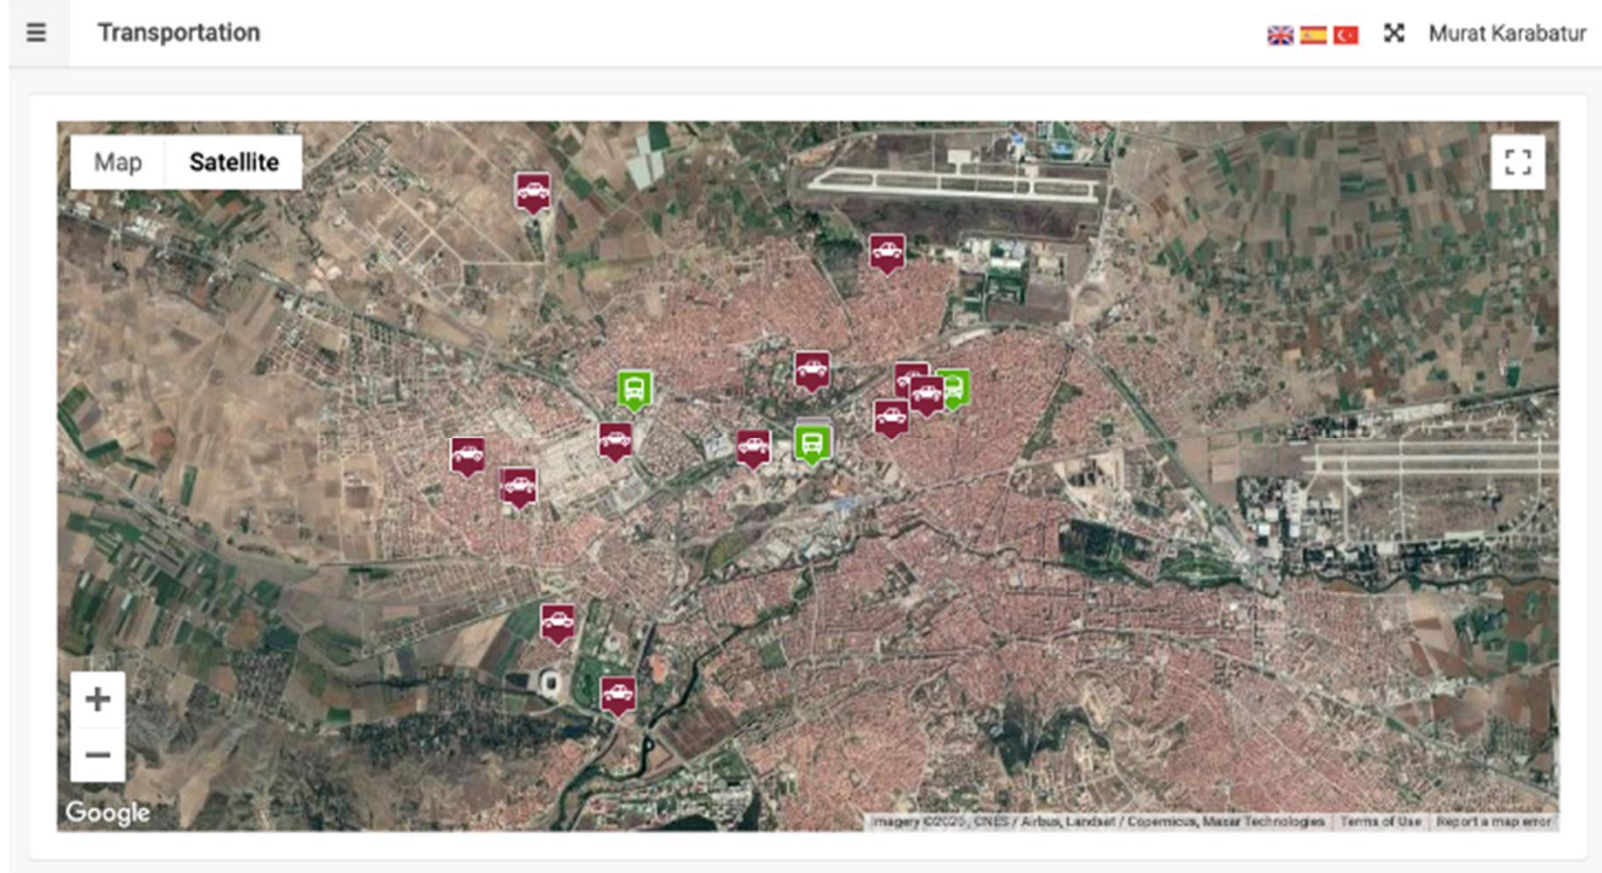 Transportation
Murat Karabatur
Map
Satellite
Google
Imagery ©2020, CNES / Airbus, Landsat / Copernicus, Maxar Technologies
Terms of Use
Report a map error